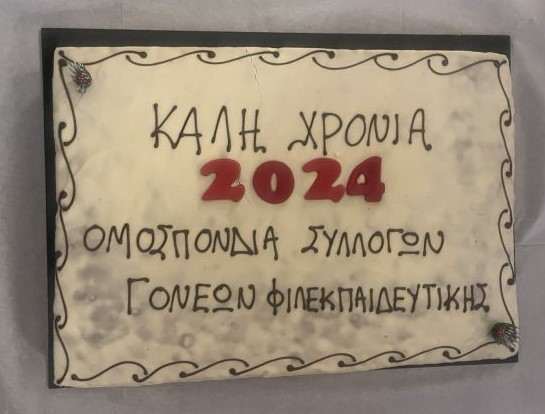 ΚΑΛΗ ΧΡΟΝΙΑ
2024
ΟΜΟΣΠΟΝΔΙΑ ΣΥΛΛΟΓΩΝ
ΓΟΝΕΩΝ ΦΙΛΕΚΠΑΙΔΕΥΤΙΚΗΣ